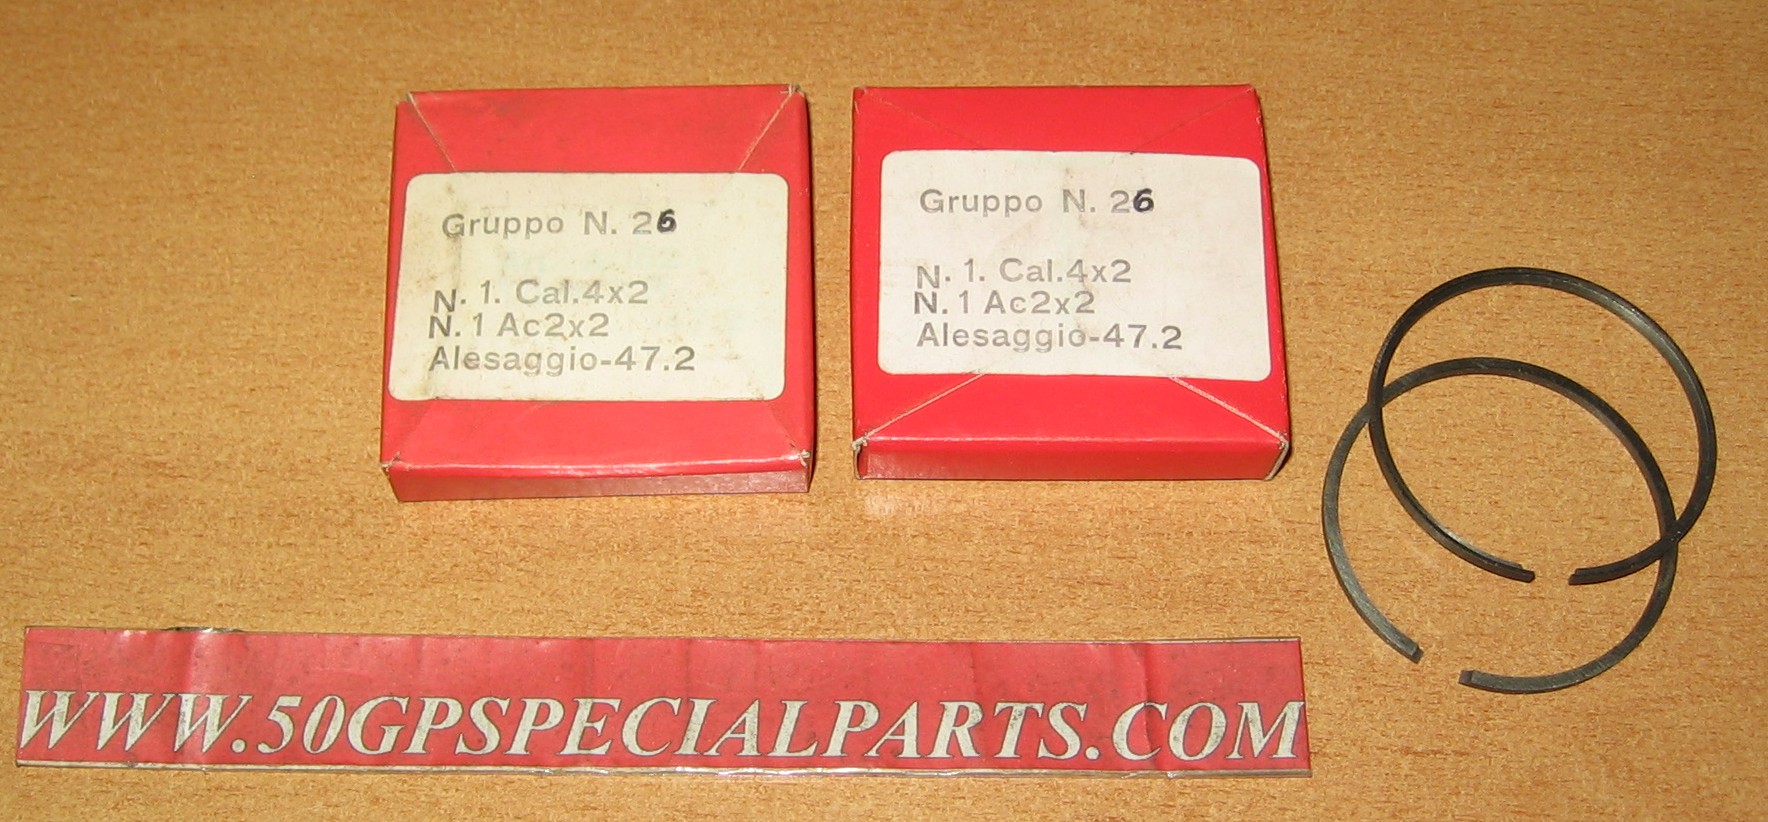 Gruppo N. 26
N. 1. Cal.4x2
N.1 Ac2x2
Alesaggio-47.2
Gruppo N. 26
N. 1. Cal.4x2
N.1 Ac2x2
Alesaggio-47.2
WWW.50GPSPECIALPARTS.COM